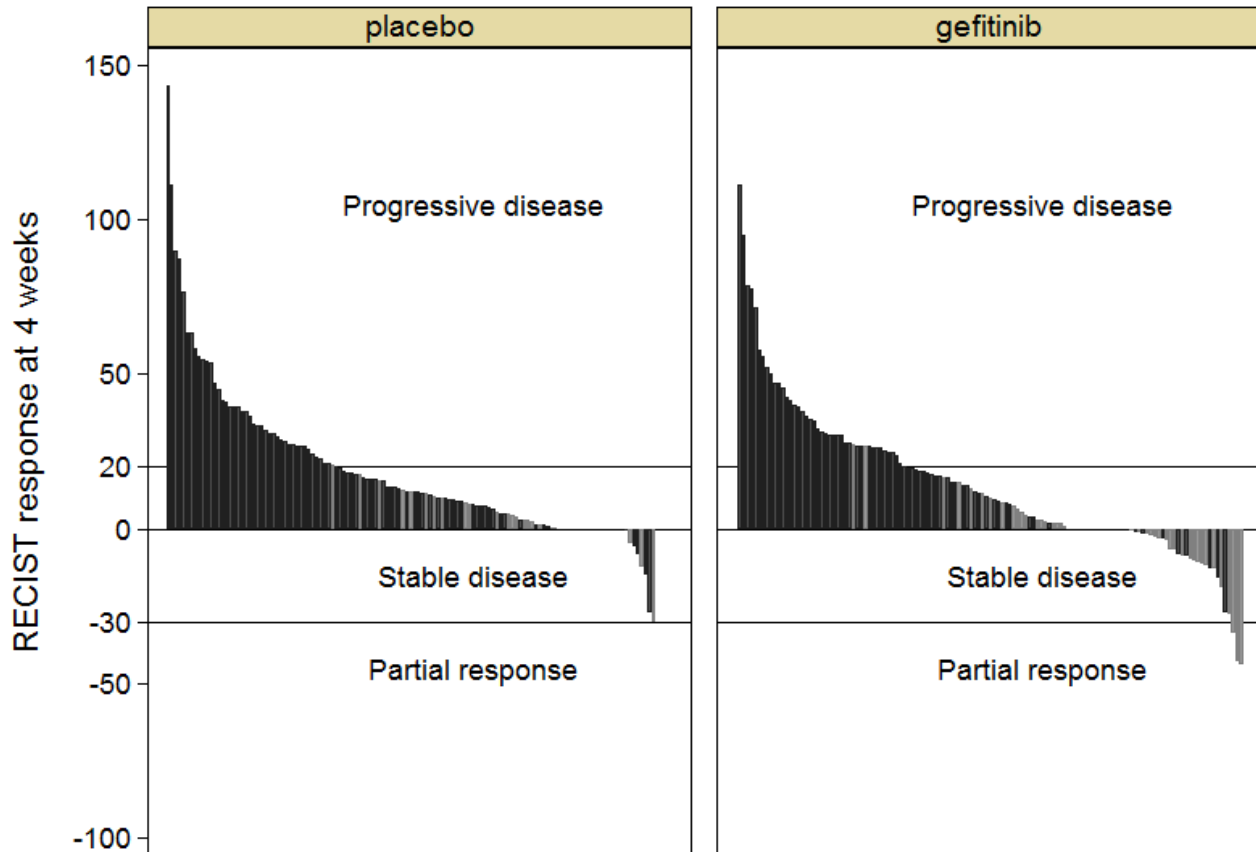 placebo
gefitinib
RECIST response at 4 weeks
150
100
50
20
0
-30
-50
-100
Progressive disease
Stable disease
Partial response
Progressive disease
Stable disease
Partial response